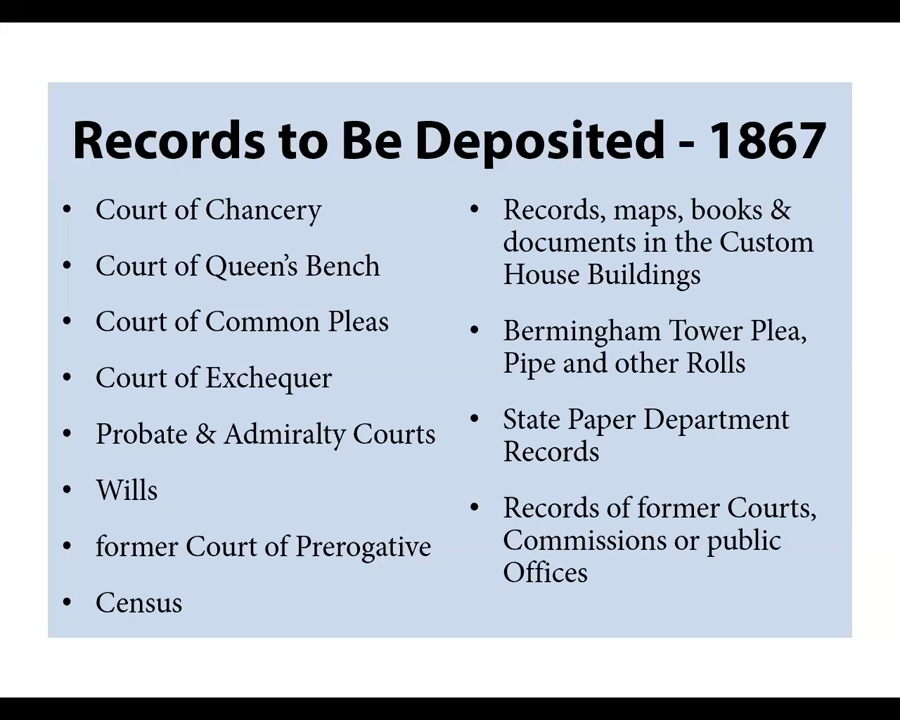 Records to Be Deposited - 1867
• Court of Chancery
• Court of Queen’s Bench
• Court of Common Pleas
• Court of Exchequer
• Probate & Admiralty Courts
• Wills
• former Court of Prerogative
• Census
• Records, maps, books &
documents in the Custom
House Buildings
• Bermingham Tower Plea,
Pipe and other Rolls
• State Paper Department
Records
• Records of former Courts,
Commissions or public
Offices